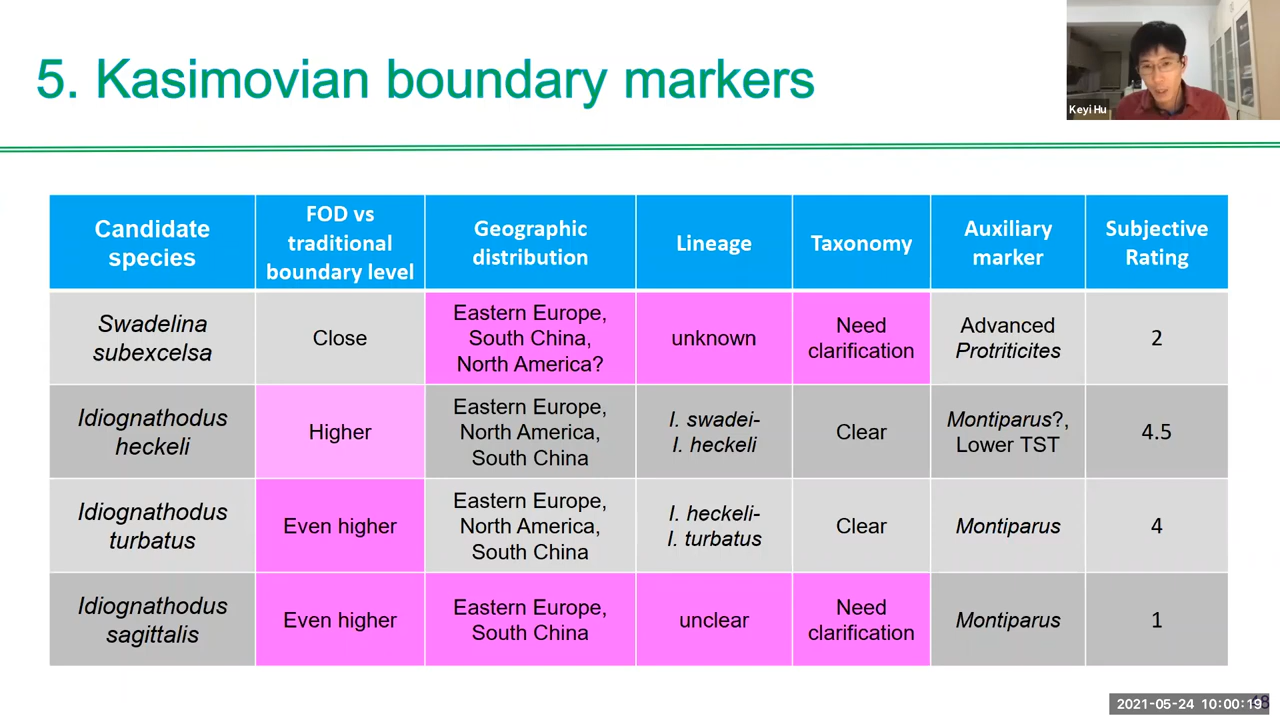 5. Kasimovian boundary markers
Keyi Hu
Candidate
species
FOD vs
traditional
boundary level
Geographic
distribution
Lineage
Taxonomy
Auxiliary
marker
Subjective
Rating
Swadelina
subexcelsa
Close
Eastern Europe,
South China,
North America?
unknown
Need
clarification
Advanced
Protriticites
2
Idiognathodus
heckeli
Higher
Eastern Europe,
North America,
South China
I. swadei-
I. heckeli
Clear
Montiparus?,
Lower TST
4.5
Idiognathodus
turbatus
Even higher
Eastern Europe,
North America,
South China
I. heckeli-
I. turbatus
Clear
Montiparus
4
Idiognathodus
sagittalis
Even higher
Eastern Europe,
South China
unclear
Need
clarification
Montiparus
1
2021-05-24 10:00:19